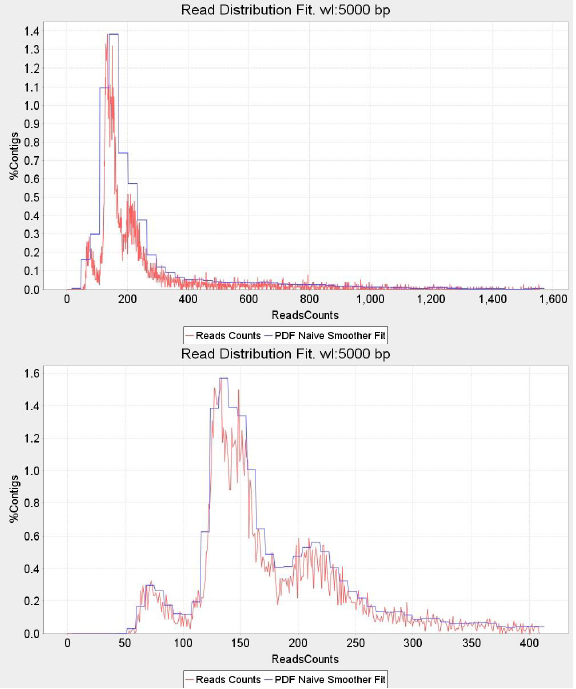 Read Distribution Fit. wl:5000 bp
1.4
1.3
1.2
1.1
1.0
0.9
0.8
0.7
0.6
0.5
0.4
0.3
0.2
0.1
0.0
%Contigs
0 200 400 600 800 1,000 1,200 1,400 1,600
ReadsCounts
Reads Counts PDF Naive Smoother Fit
Read Distribution Fit. wl:5000 bp
1.6
1.4
1.2
1.0
0.8
0.6
0.4
0.2
0.0
%Contigs
0 50 100 150 200 250 300 350 400
ReadsCounts
Reads Counts PDF Naive Smoother Fit